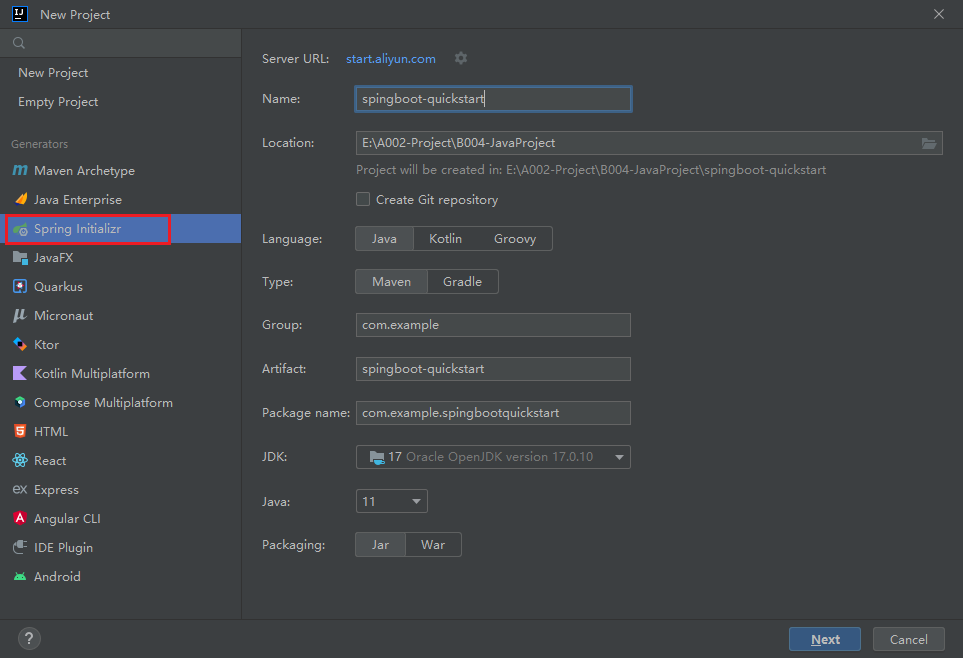 New Project
New Project
Empty Project
Generators
Maven Archetype
Java Enterprise
Spring Initializr
JavaFX
Quarkus
Micronaut
Ktor
Kotlin Multiplatform
Compose Multiplatform
HTML
React
Express
Angular CLI
IDE Plugin
Android
Server URL: start.aliyun.com
Name: spingboot-quickstart
Location: E:\A002-Project\B004-JavaProject
Project will be created in: E:\A002-Project\B004-JavaProject\spingboot-quickstart
Create Git repository
Language: Java Kotlin Groovy
Type: Maven Gradle
Group: com.example
Artifact: spingboot-quickstart
Package name: com.example.spingbootquickstart
JDK: 17 Oracle OpenJDK version 17.0.10
Java: 11
Packaging: Jar War
? Next Cancel